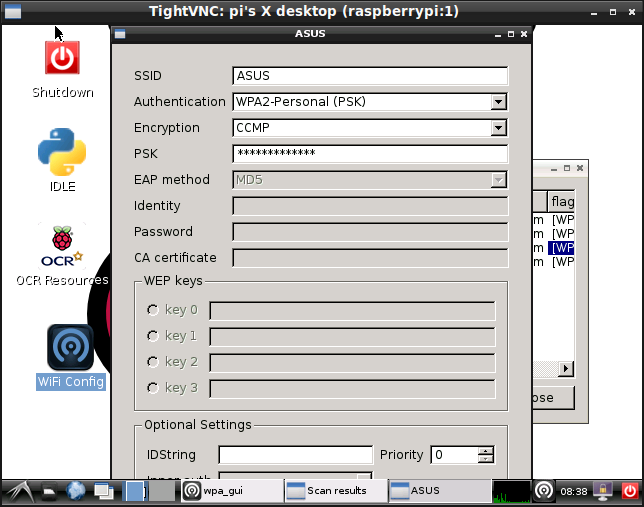 TightVNC: pi's X desktop (raspberrypi:1)
ASUS
Shutdown
IDLE
OCR
OCR Resources
WiFi Config
SSID ASUS
Authentication WPA2-Personal (PSK)
Encryption CCMP
PSK *************
EAP method MD5
Identity
Password
CA certificate
WEP keys
key 0
key 1
key 2
key 3
Optional Settings
IDString Priority 0
flag
m [WP
m [WP
m [WP
m [WP
ose
wpa_gui Scan results ASUS 08:38